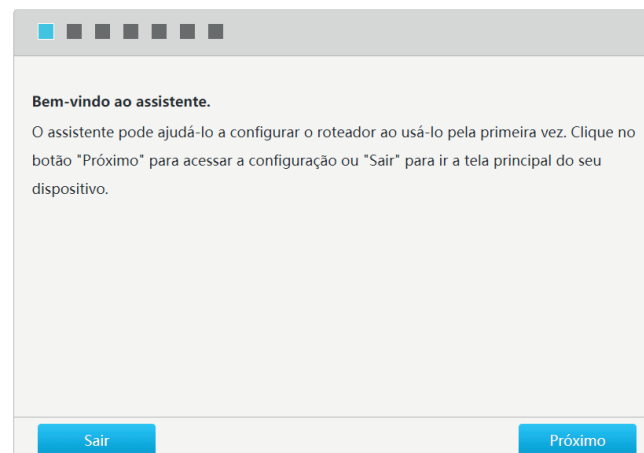 Bem-vindo ao assistente.
O assistente pode ajudá-lo a configurar o roteador ao usá-lo pela primeira vez. Clique no
botão "Próximo" para acessar a configuração ou "Sair" para ir a tela principal do seu
dispositivo.
Sair
Próximo